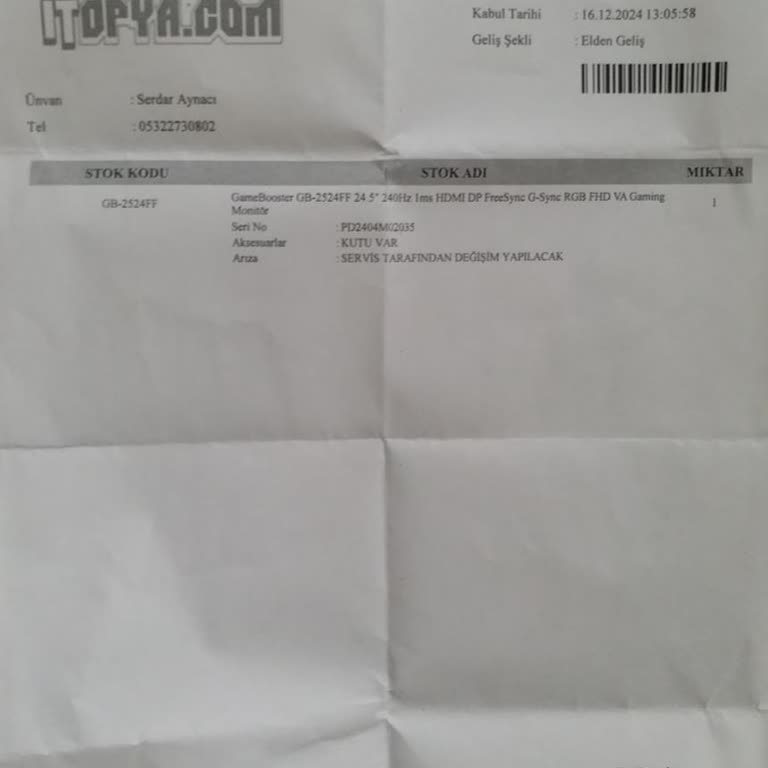 İTOPYA.COM
Kabul Tarihi : 16.12.2024 13:05:58
Geliş Şekli : Elden Geliş
Ünvan : Serdar Aynacı
Tel : 05322730802
STOK KODU STOK ADI MIKTAR
GB-2524FF GameBooster GB-2524FF 24 5" 240Hz 1ms HDMI DP FreeSync G-Sync RGB FHD VA Gaming 1
Monitör
Seri No : PD2404M02035
Aksesuarlar : KUTU VAR
Arıza : SERVİS TARAFINDAN DEĞİŞİM YAPILACAK